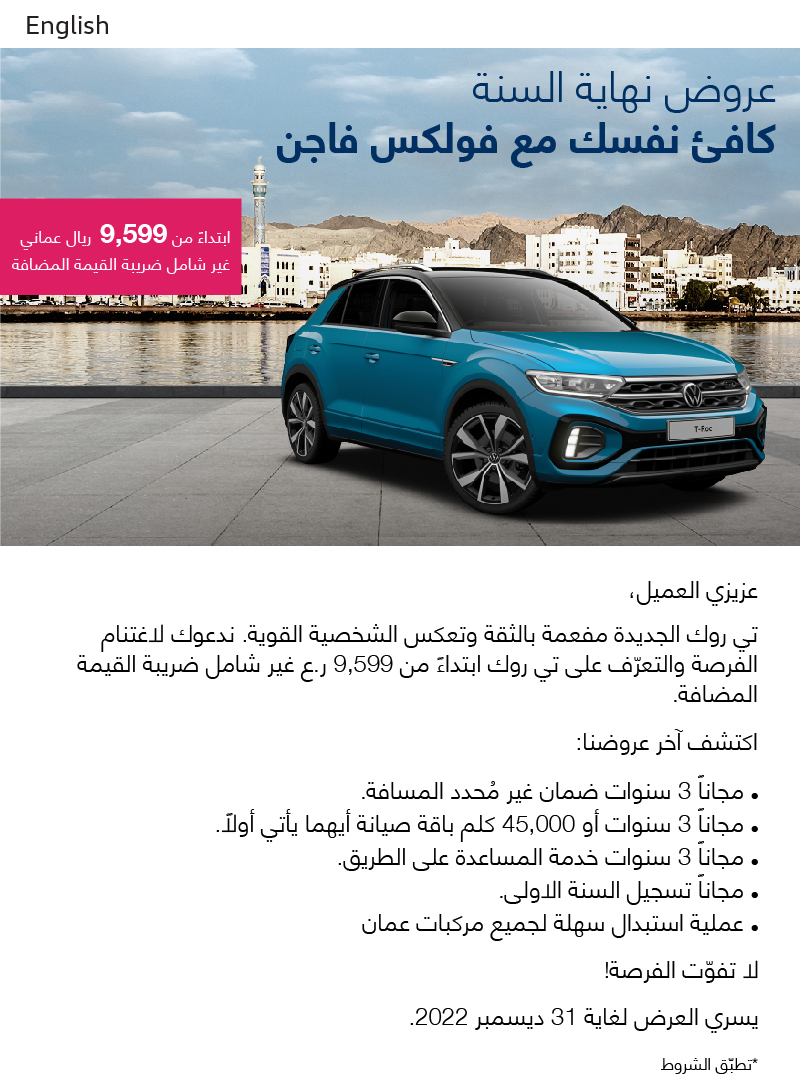 English
عروض نهاية السنة
كافئ نفسك مع فولكس فاجن
ابتداءً من 9,599 ريال عماني
غير شامل ضريبة القيمة المضافة
T-Roc
عزيزي العميل،
تي روك الجديدة مفعمة بالثقة وتعكس الشخصية القوية. ندعوك لاغتنام
الفرصة والتعرّف على تي روك ابتداءً من 9,599 ر.ع غير شامل ضريبة القيمة
المضافة.
اكتشف آخر عروضنا:
• مجاناً 3 سنوات ضمان غير مُحدد المسافة.
• مجاناً 3 سنوات أو 45,000 كلم باقة صيانة أيهما يأتي أولاً.
• مجاناً 3 سنوات خدمة المساعدة على الطريق.
• مجاناً تسجيل السنة الاولى.
• عملية استبدال سهلة لجميع مركبات عمان
لا تفوّت الفرصة!
يسري العرض لغاية 31 ديسمبر 2022.
*تطبّق الشروط